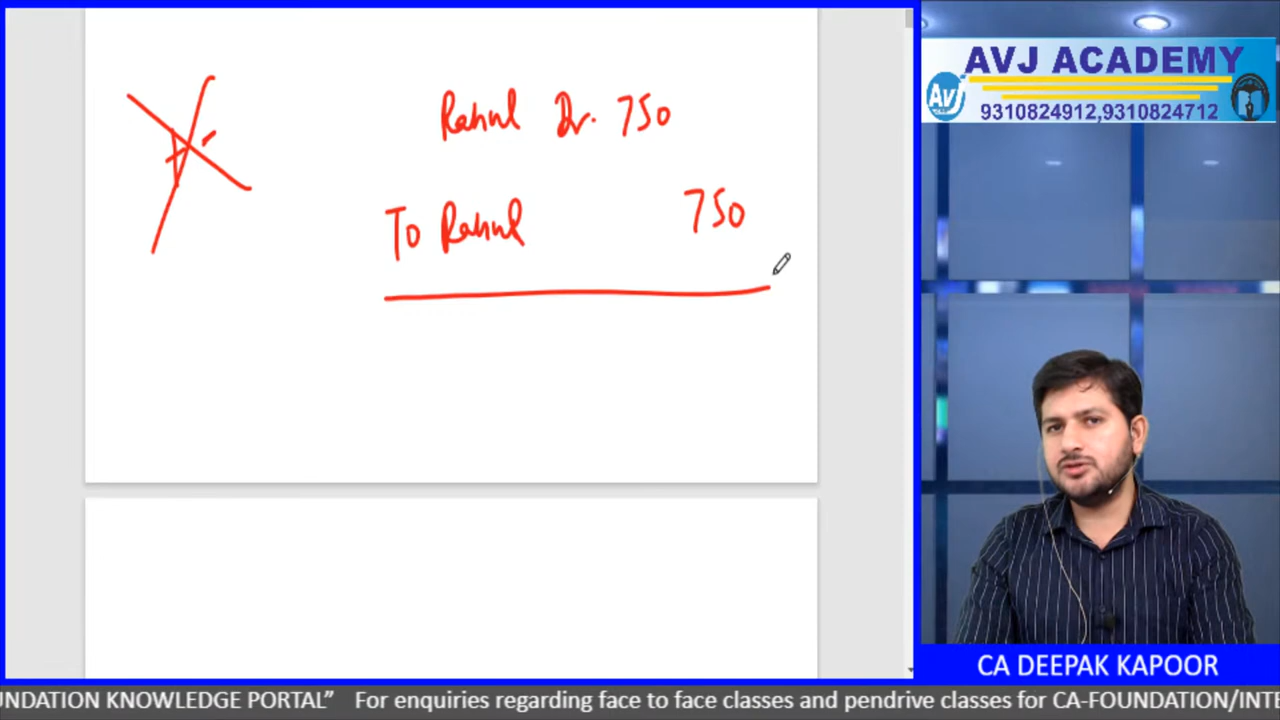 Rahul Dr. 750
To Rahul 750
AVJ ACADEMY
AV
9310824912,9310824712
CA DEEPAK KAPOOR
UNDATION KNOWLEDGE PORTAL" For enquiries regarding face to face classes and pendrive classes for CA-FOUNDATION/INTE